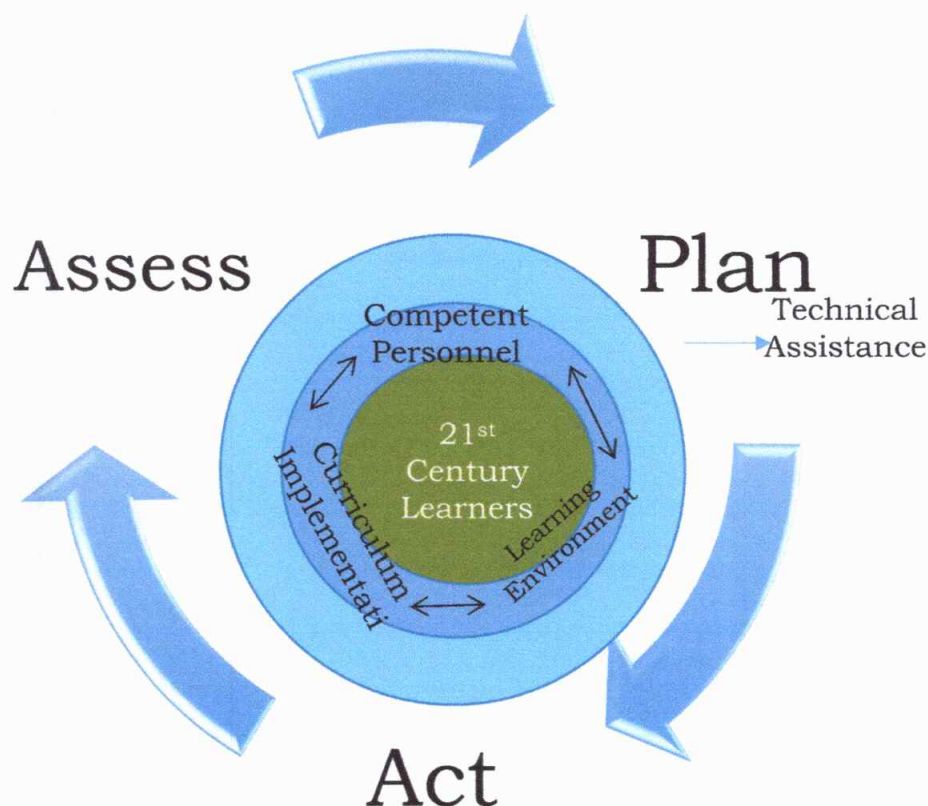 Assess
Plan
Technical
Assistance
Competent
Personnel
21st
Century
Learners
Curriculum
Implementati
Learning
Environment
Act